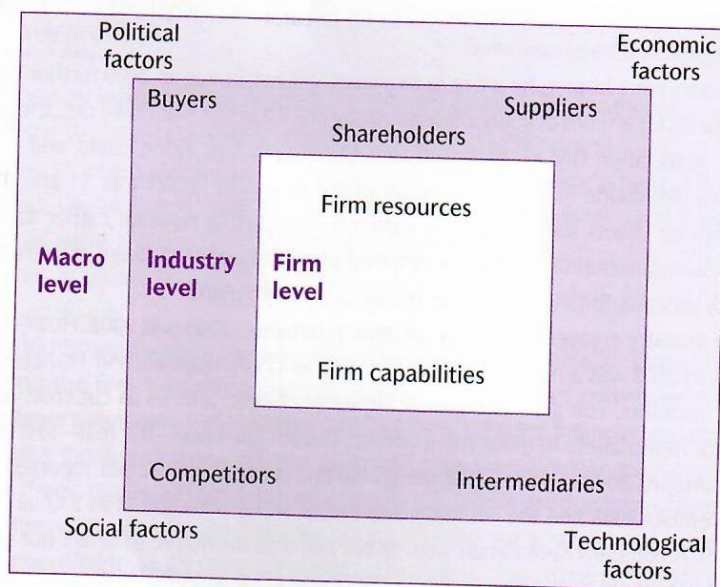 Political
factors
Economic
factors
Buyers
Suppliers
Shareholders
Firm resources
Macro
level
Industry
level
Firm
level
Firm capabilities
Competitors
Intermediaries
Social factors
Technological
factors